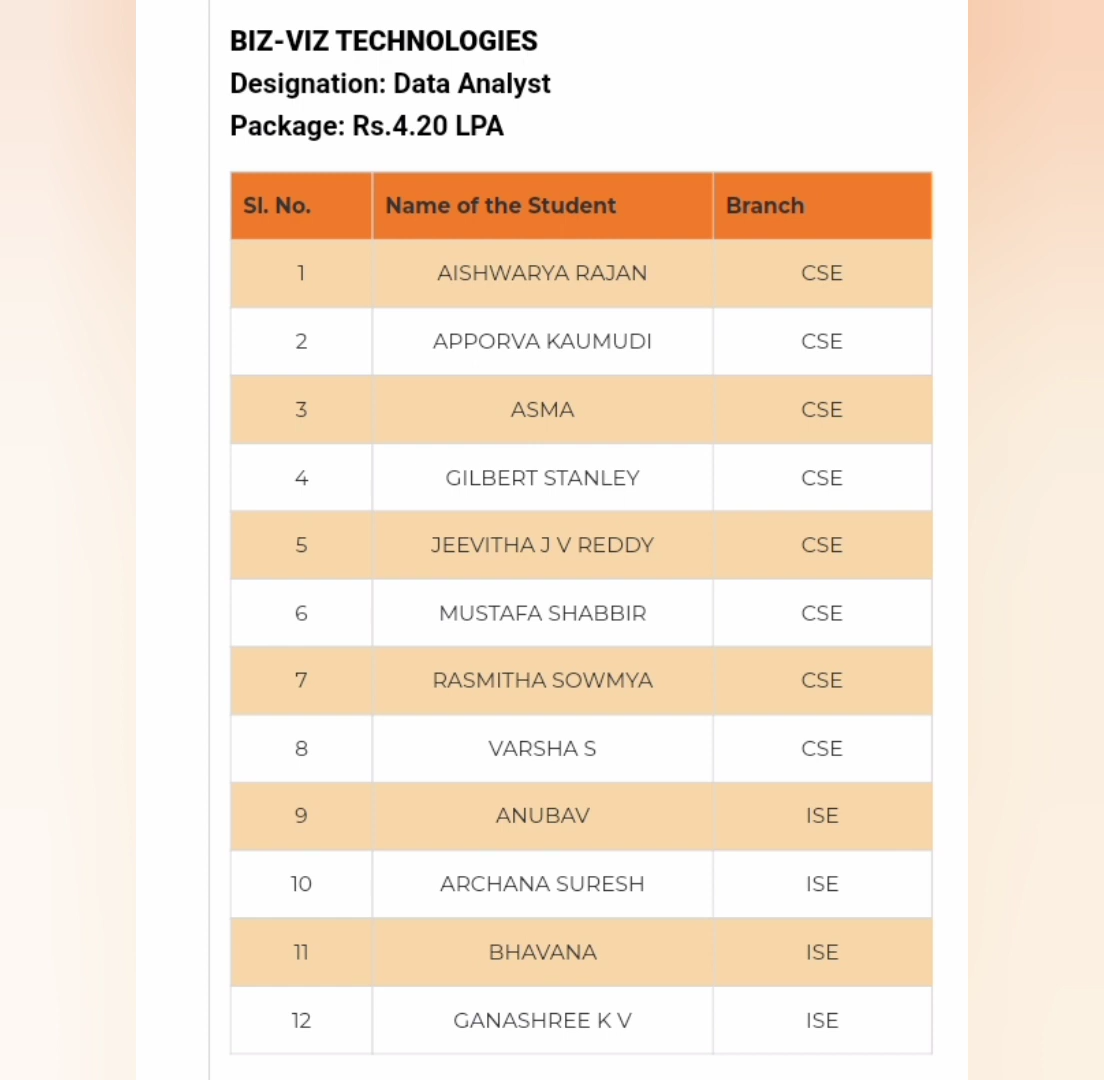 BIZ-VIZ TECHNOLOGIES
Designation: Data Analyst
Package: Rs.4.20 LPA
Sl. No. Name of the Student Branch
1 AISHWARYA RAJAN CSE
2 APPORVA KAUMUDI CSE
3 ASMA CSE
4 GILBERT STANLEY CSE
5 JEEVITHA J V REDDY CSE
6 MUSTAFA SHABBIR CSE
7 RASMITHA SOWMYA CSE
8 VARSHA S CSE
9 ANUBAV ISE
10 ARCHANA SURESH ISE
11 BHAVANA ISE
12 GANASHREE K V ISE